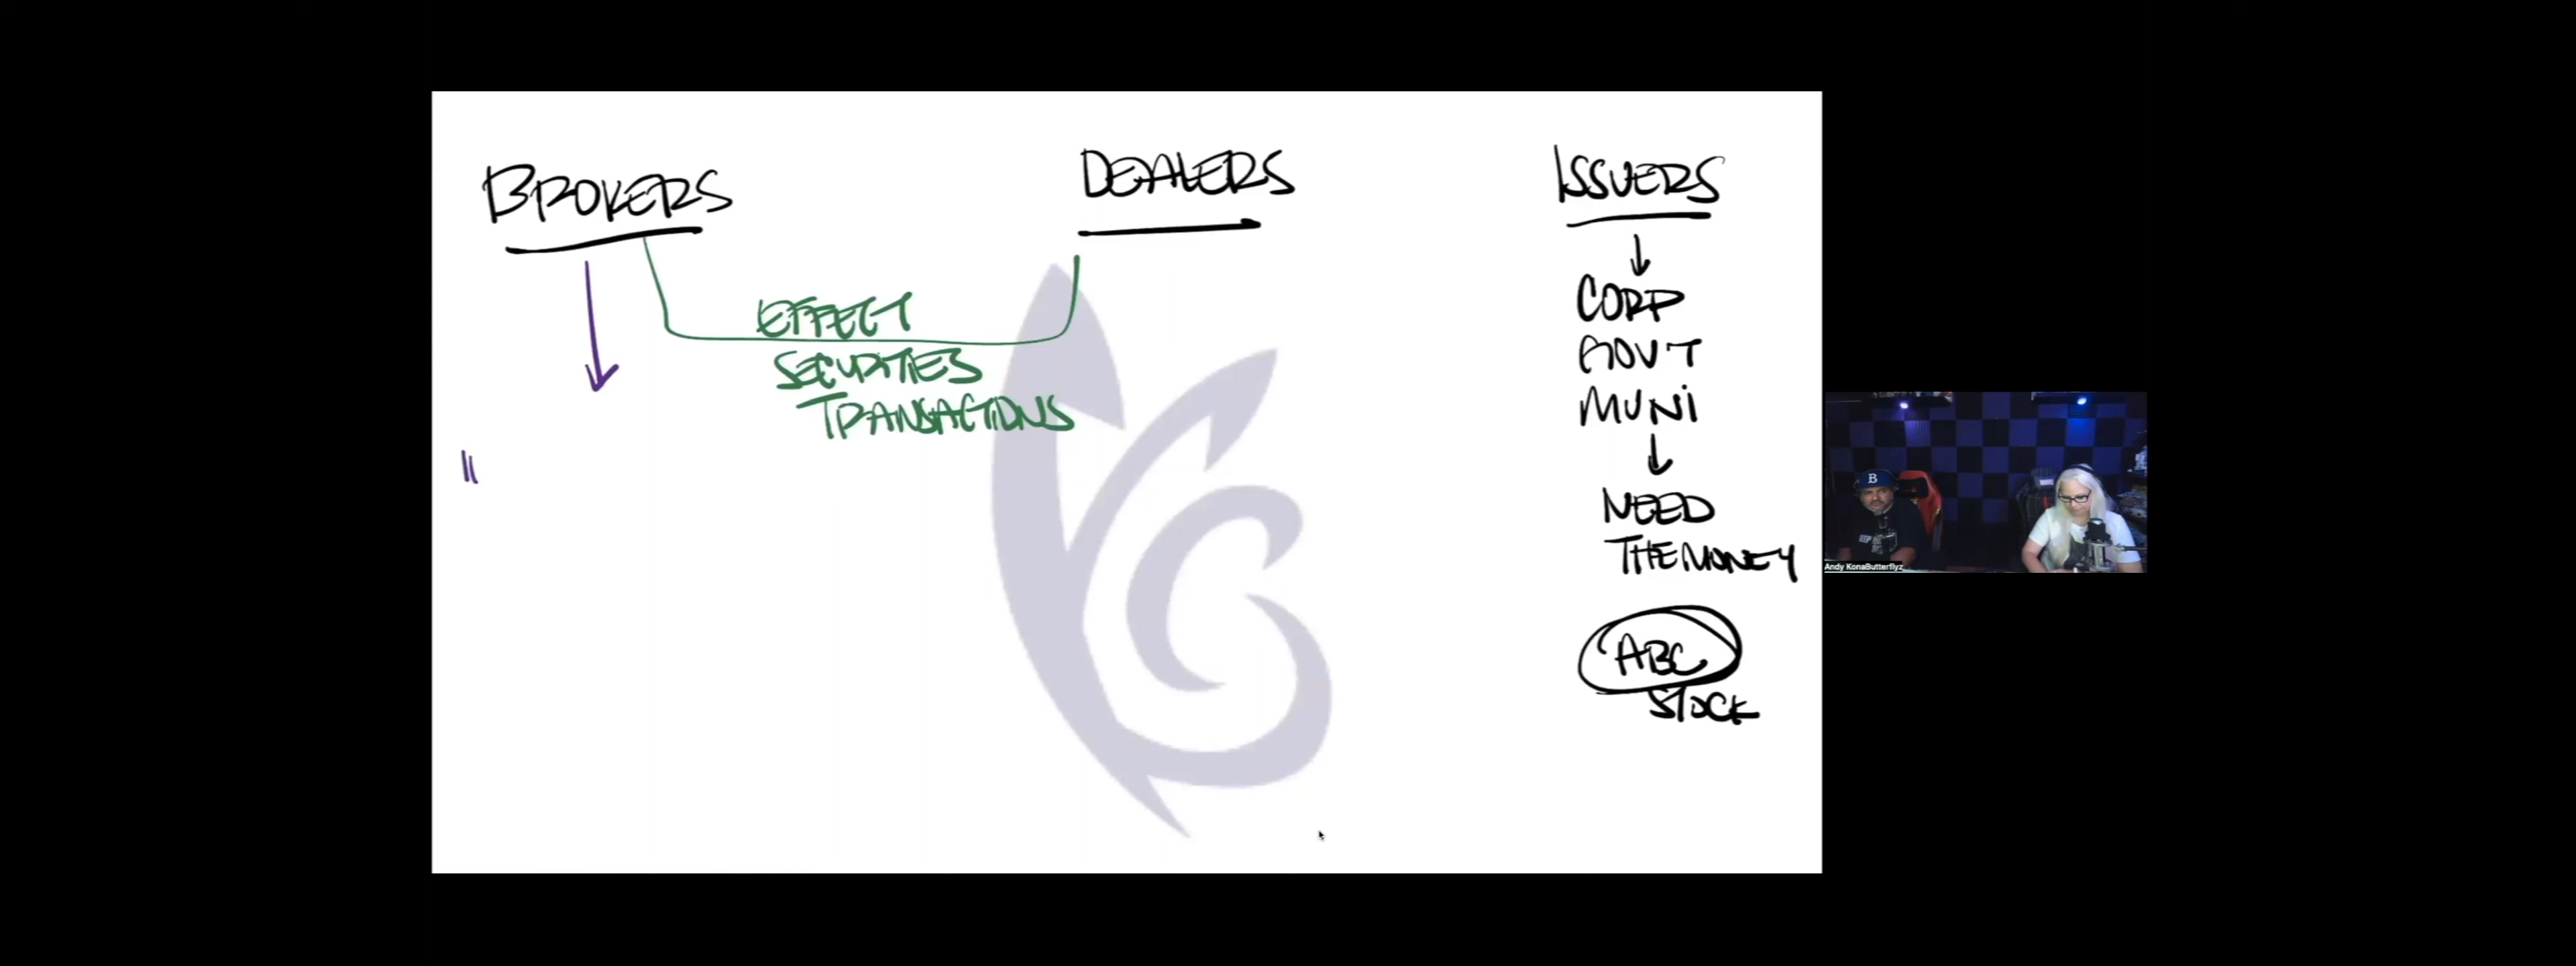 BROKERS
DEALERS
ISSUERS
EFFECT
SECURITIES
TRANSACTIONS
CORP
GOV'T
MUNI
NEED
THE MONEY
ABC
STOCK
B
Andy KonaButterflyz